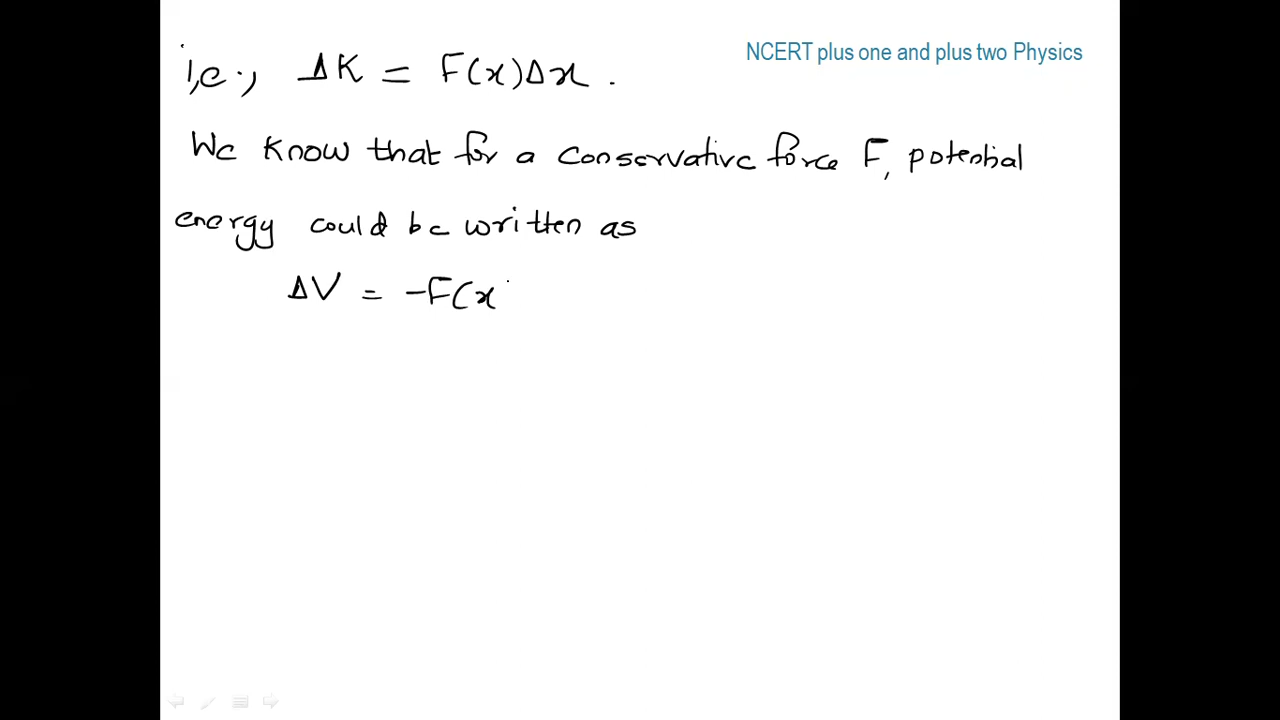 NCERT plus one and plus two Physics
i,e., ΔK = F(x)Δx.
We know that for a conservative force F, potential
energy could be written as
ΔV = -F(x